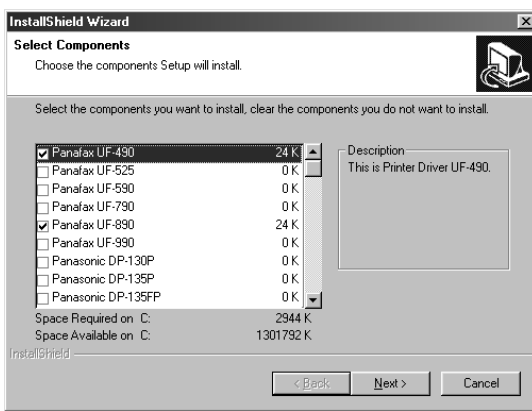 InstallShield Wizard
Select Components
Choose the components Setup will install.
Select the components you want to install, clear the components you do not want to install.
Panafax UF-490 24 K
Panafax UF-525 0 K
Panafax UF-590 0 K
Panafax UF-790 0 K
Panafax UF-890 24 K
Panafax UF-990 0 K
Panasonic DP-130P 0 K
Panasonic DP-135P 0 K
Panasonic DP-135FP 0 K
Description
This is Printer Driver UF-490.
Space Required on C: 2944 K
Space Available on C: 1301792 K
InstallShield
< Back Next > Cancel